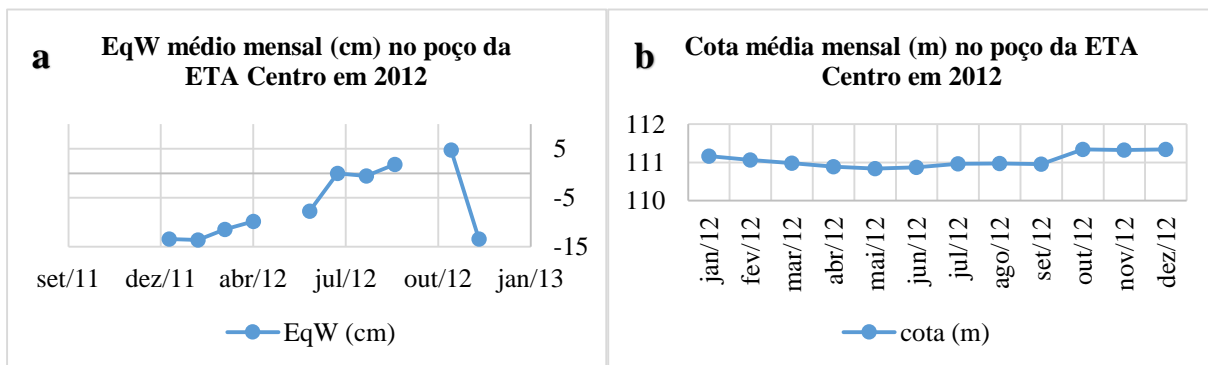 a
EqW médio mensal (cm) no poço da
ETA Centro em 2012
5
-5
-15
set/11 dez/11 abr/12 jul/12 out/12 jan/13
EqW (cm)
b
Cota média mensal (m) no poço da ETA
Centro em 2012
112
111
110
jan/12
fev/12
mar/12
abr/12
mai/12
jun/12
jul/12
ago/12
set/12
out/12
nov/12
dez/12
cota (m)